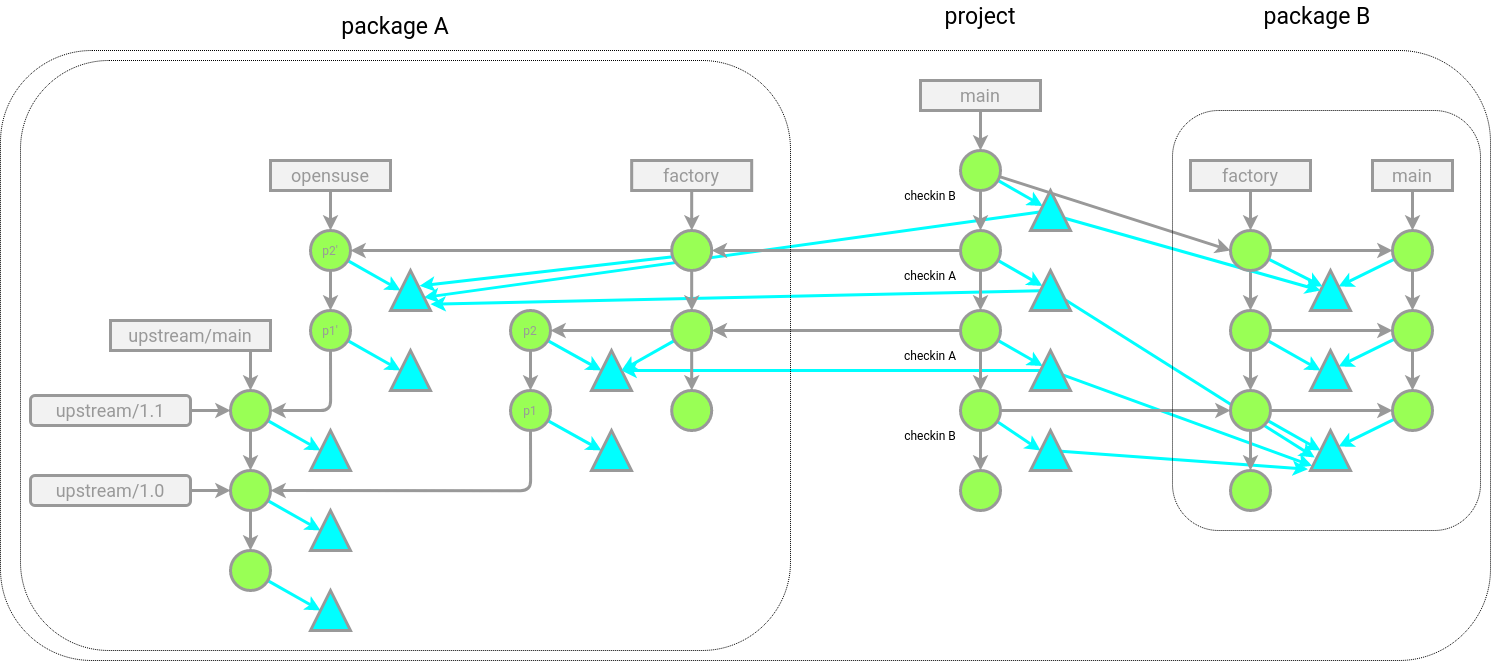 package A
project
package B
main
opensuse
factory
factory
main
checkin B
p2'
checkin A
upstream/main
p1'
p2
checkin A
upstream/1.1
p1
checkin B
upstream/1.0